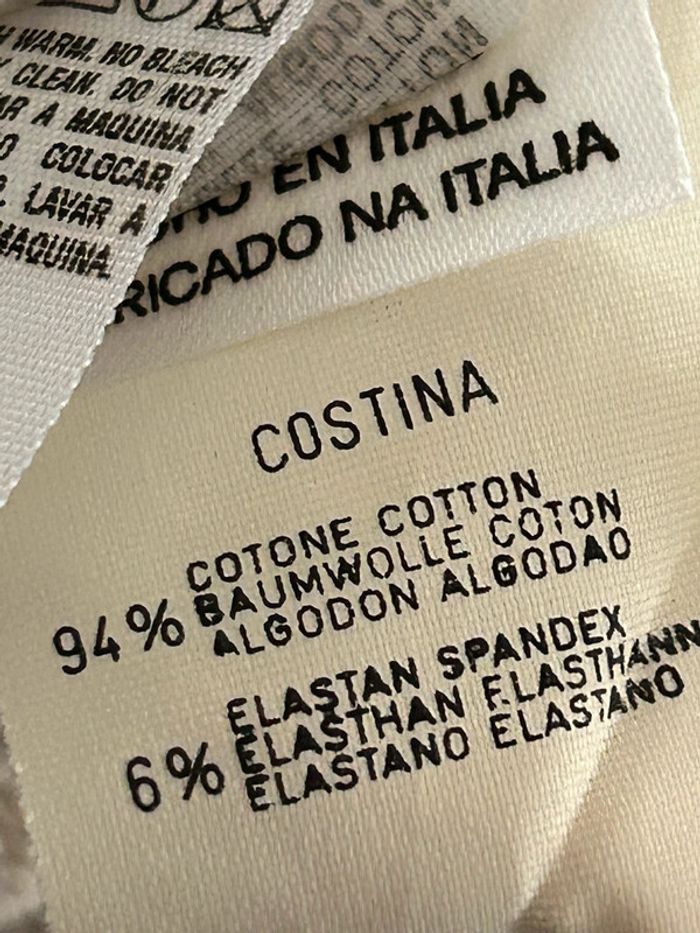 WARM. NO BLEACH
CLEAN. DO NOT
A MAQUINA
COLOCAR
LAVAR A
MAQUINA.
EN ITALIA
RICADO NA ITALIA
COSTINA
94% COTONE COTTON
BAUMWOLLE COTON
ALGODON ALGODAO
6% ELASTAN SPANDEX
ELASTHAN ELASTHANN
ELASTANO ELASTANO